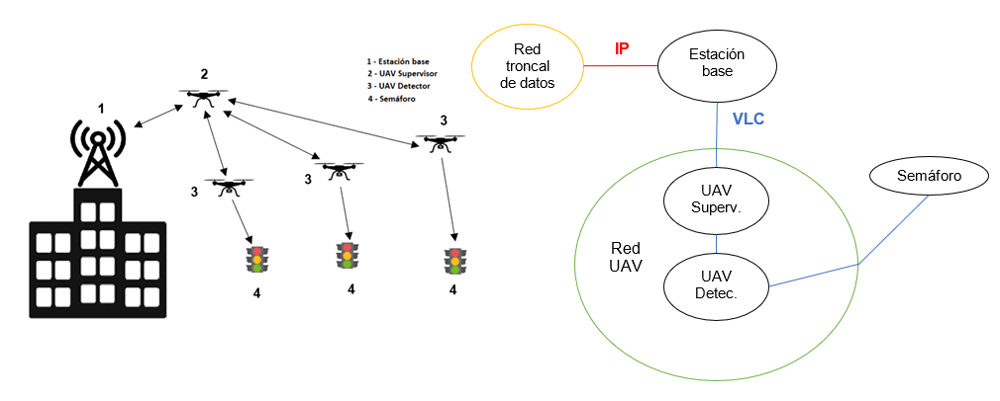 1 - Estación base
2 - UAV Supervisor
3 - UAV Detector
4 - Semáforo
1
2
3
3
3
4
4
4
Red
troncal
de datos
IP
Estación
base
VLC
UAV
Superv.
Red
UAV
UAV
Detec.
Semáforo